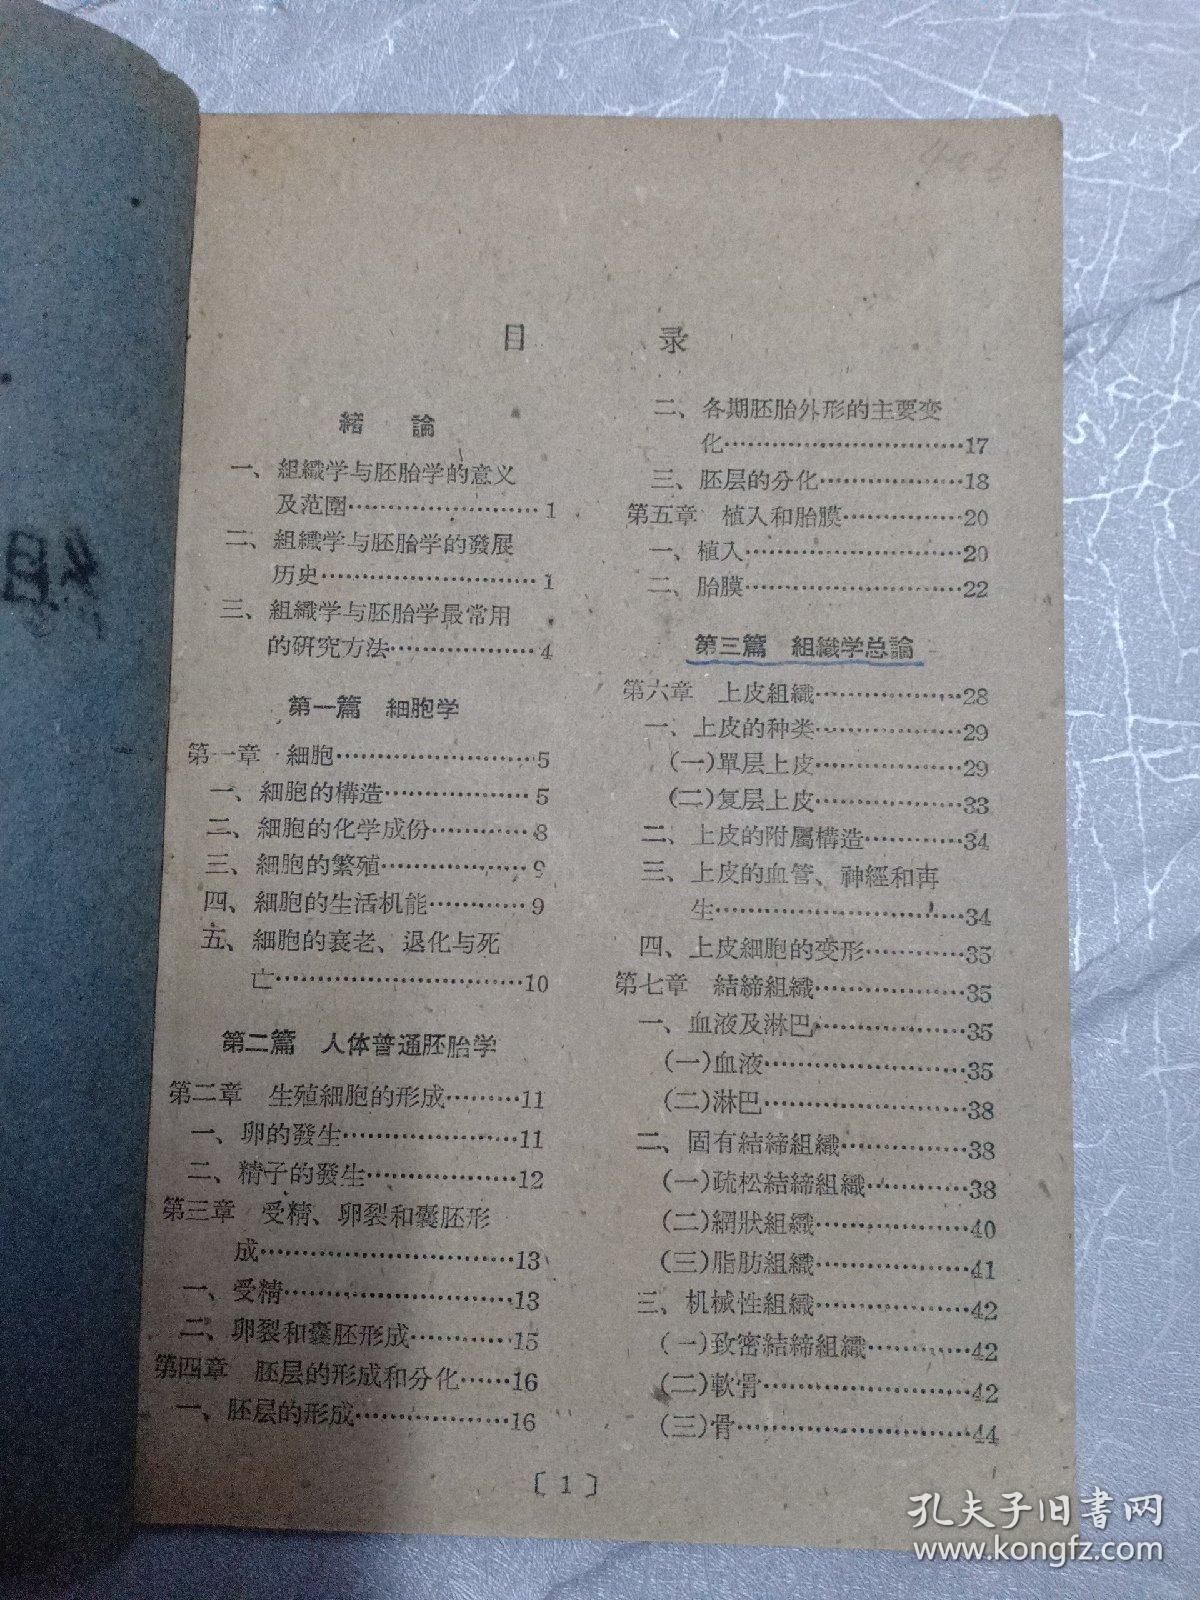 目 录
緒 論
一、組織学与胚胎学的意义
及范圍……………………1
二、組織学与胚胎学的發展
历史………………………1
三、組織学与胚胎学最常用
的研究方法………………4
第一篇 細胞学
第一章 細胞……………………5
一、細胞的構造………………5
二、細胞的化学成份…………8
三、細胞的繁殖………………9
四、細胞的生活机能…………9
五、細胞的衰老、退化与死
亡…………………………10
第二篇 人体普通胚胎学
第二章 生殖細胞的形成………11
一、卵的發生…………………11
二、精子的發生………………12
第三章 受精、卵裂和囊胚形
成…………………………13
一、受精………………………13
二、卵裂和囊胚形成…………15
第四章 胚层的形成和分化……16
一、胚层的形成………………16
二、各期胚胎外形的主要变
化…………………………17
三、胚层的分化………………18
第五章 植入和胎膜……………20
一、植入………………………20
二、胎膜………………………22
第三篇 組織学总論
第六章 上皮組織………………28
一、上皮的种类………………29
(一)單层上皮………………29
(二)复层上皮………………33
二、上皮的附屬構造…………34
三、上皮的血管、神經和再
生…………………………34
四、上皮細胞的变形…………35
第七章 結締組織………………35
一、血液及淋巴………………35
(一)血液……………………35
(二)淋巴……………………38
二、固有結締組織……………38
(一)疏松結締組織…………38
(二)網狀組織………………40
(三)脂肪組織………………41
三、机械性組織………………42
(一)致密結締組織…………42
(二)軟骨……………………42
(三)骨………………………44
〔1〕
孔夫子旧書网
www.kongfz.com